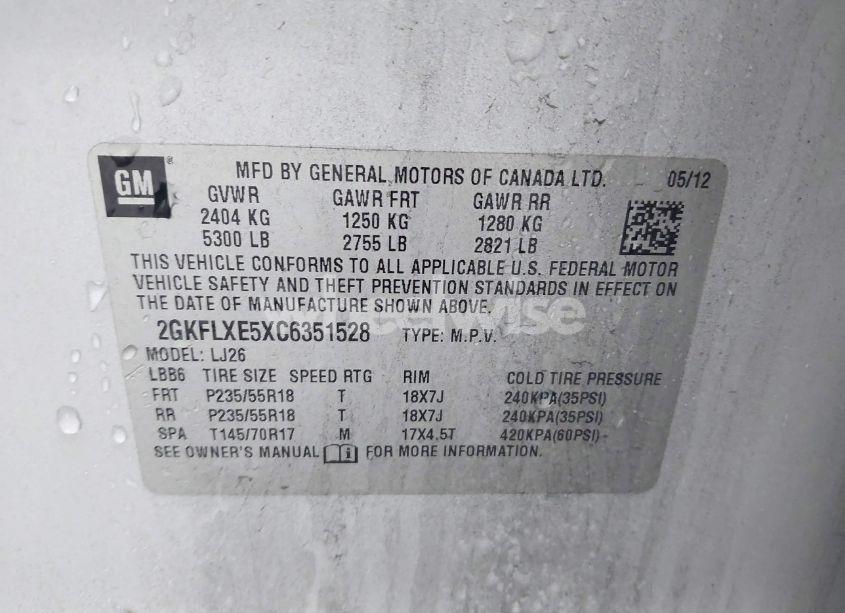 GM ® MFD BY GENERAL MOTORS OF CANADA LTD. 05/12
GVWR GAWR FRT GAWR RR
2404 KG 1250 KG 1280 KG
5300 LB 2755 LB 2821 LB
THIS VEHICLE CONFORMS TO ALL APPLICABLE U.S. FEDERAL MOTOR
VEHICLE SAFETY AND THEFT PREVENTION STANDARDS IN EFFECT ON
THE DATE OF MANUFACTURE SHOWN ABOVE.
2GKFLXE5XC6351528 TYPE: M.P.V.
MODEL: LJ26
LBB6 TIRE SIZE SPEED RTG RIM COLD TIRE PRESSURE
FRT P235/55R18 T 18X7J 240KPA(35PSI)
RR P235/55R18 T 18X7J 240KPA(35PSI)
SPA T145/70R17 M 17X4.5T 420KPA(60PSI)
SEE OWNER'S MANUAL i FOR MORE INFORMATION.